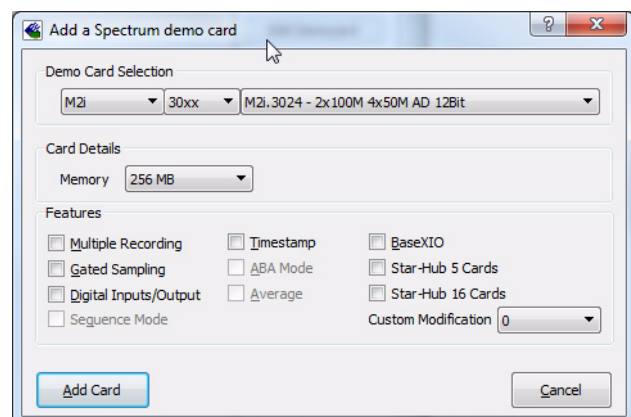 Add a Spectrum demo card
Demo Card Selection
M2i 30xx M2i.3024 - 2x100M 4x50M AD 12Bit
Card Details
Memory 256 MB
Features
Multiple Recording Timestamp BaseXIO
Gated Sampling ABA Mode Star-Hub 5 Cards
Digital Inputs/Output Average Star-Hub 16 Cards
Sequence Mode Custom Modification 0
Add Card Cancel